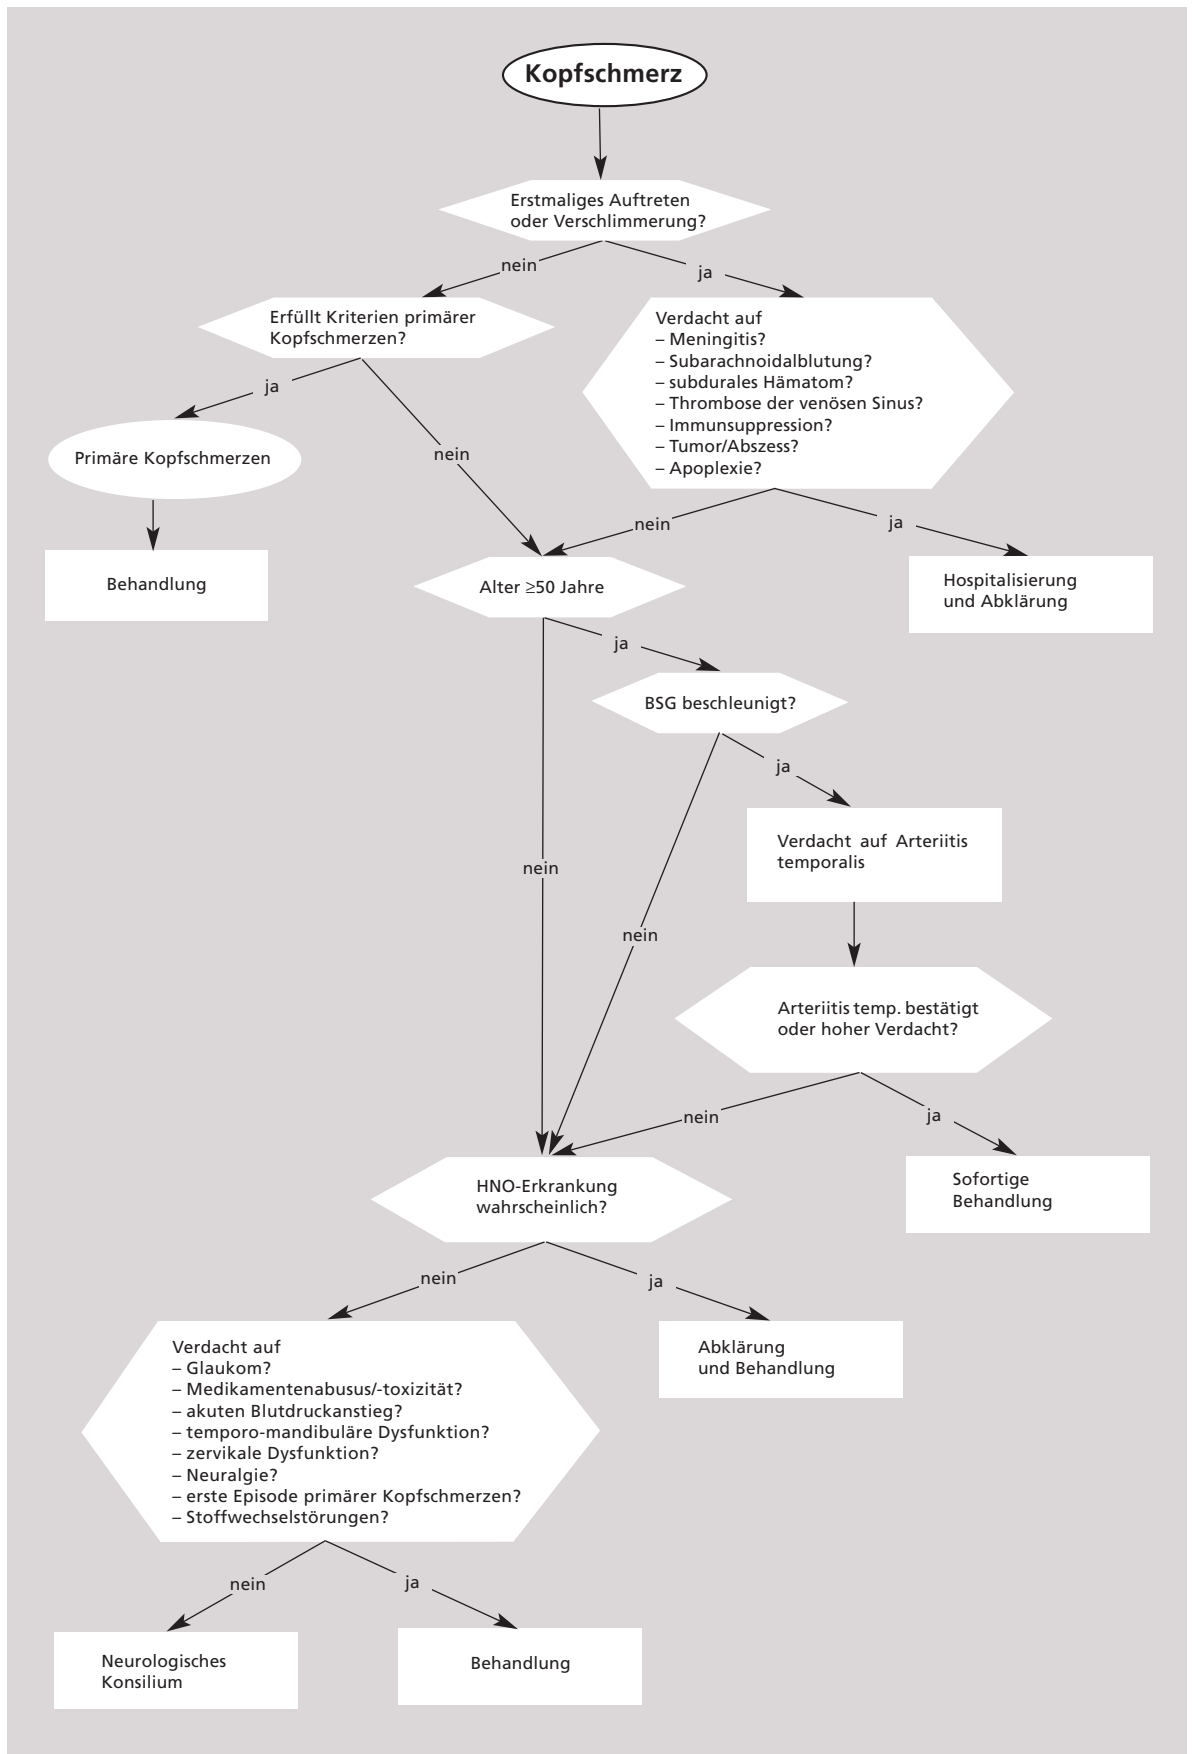 Kopfschmerz
Erstmaliges Auftreten
oder Verschlimmerung?
nein
ja
Erfüllt Kriterien primärer
Kopfschmerzen?
Verdacht auf
– Meningitis?
– Subarachnoidalblutung?
– subdurales Hämatom?
– Thrombose der venösen Sinus?
– Immunsuppression?
– Tumor/Abszess?
– Apoplexie?
ja
nein
Primäre Kopfschmerzen
nein
ja
Behandlung
Alter ≥50 Jahre
Hospitalisierung
und Abklärung
ja
BSG beschleunigt?
ja
nein
Verdacht auf Arteriitis
temporalis
nein
Arteriitis temp. bestätigt
oder hoher Verdacht?
nein
ja
HNO-Erkrankung
wahrscheinlich?
Sofortige
Behandlung
nein
ja
Verdacht auf
– Glaukom?
– Medikamentenabusus/-toxizität?
– akuten Blutdruckanstieg?
– temporo-mandibuläre Dysfunktion?
– zervikale Dysfunktion?
– Neuralgie?
– erste Episode primärer Kopfschmerzen?
– Stoffwechselstörungen?
Abklärung
und Behandlung
nein
ja
Neurologisches
Konsilium
Behandlung